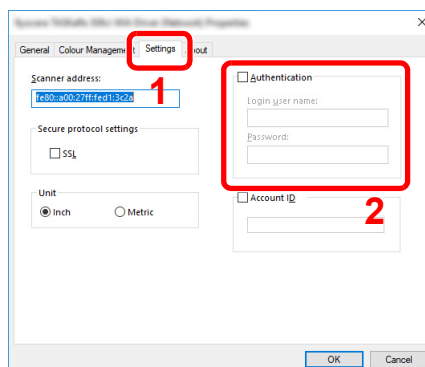 Properties
General Colour Management Settings
Scanner address:
fe80::a00:27ff:fed1:3c2a
1
Secure protocol settings
SSL
Unit
Inch Metric
Authentication
Login user name:
Password:
Account ID
2
OK Cancel